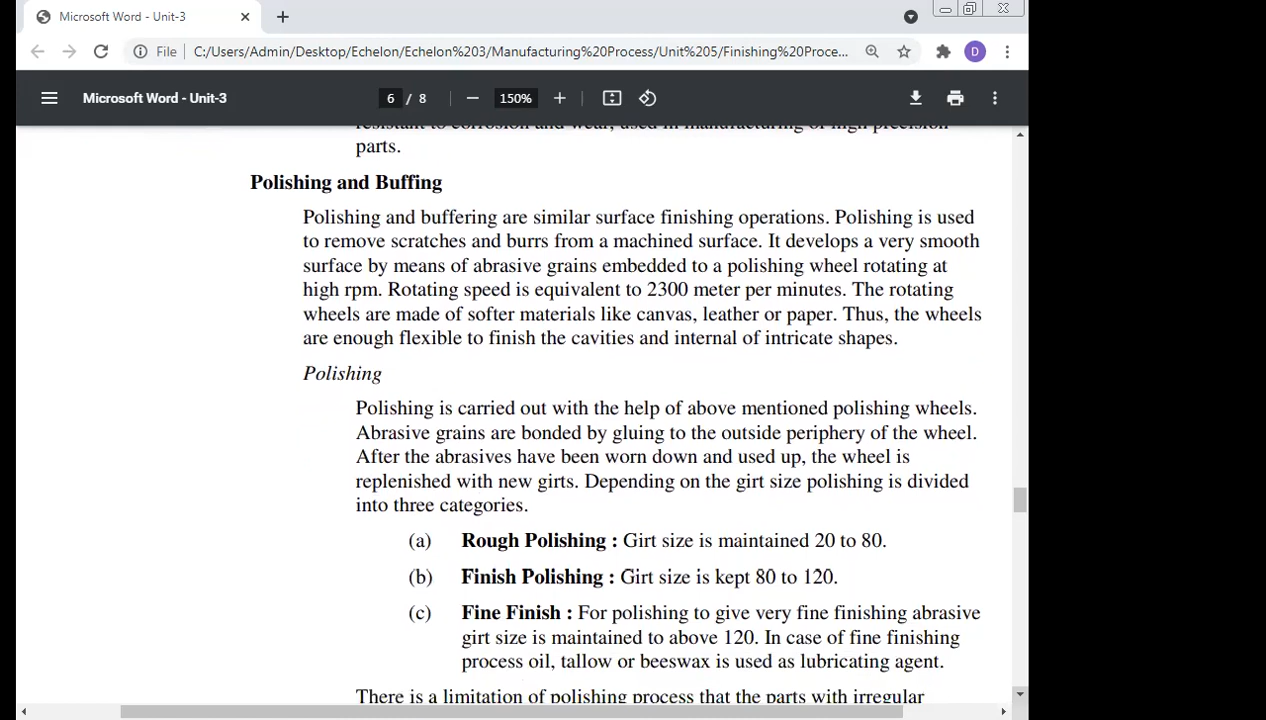 Microsoft Word - Unit-3
File
C:/Users/Admin/Desktop/Echelon/Echelon%203/Manufacturing%20Process/Unit%205/Finishing%20Proce...
D
Microsoft Word - Unit-3
6 / 8
150%
resistant to corrosion and wear, used in manufacturing of high precision
parts.
Polishing and Buffing
Polishing and buffering are similar surface finishing operations. Polishing is used
to remove scratches and burrs from a machined surface. It develops a very smooth
surface by means of abrasive grains embedded to a polishing wheel rotating at
high rpm. Rotating speed is equivalent to 2300 meter per minutes. The rotating
wheels are made of softer materials like canvas, leather or paper. Thus, the wheels
are enough flexible to finish the cavities and internal of intricate shapes.
Polishing
Polishing is carried out with the help of above mentioned polishing wheels.
Abrasive grains are bonded by gluing to the outside periphery of the wheel.
After the abrasives have been worn down and used up, the wheel is
replenished with new girts. Depending on the girt size polishing is divided
into three categories.
(a) Rough Polishing : Girt size is maintained 20 to 80.
(b) Finish Polishing : Girt size is kept 80 to 120.
(c) Fine Finish : For polishing to give very fine finishing abrasive
girt size is maintained to above 120. In case of fine finishing
process oil, tallow or beeswax is used as lubricating agent.
There is a limitation of polishing process that the parts with irregular